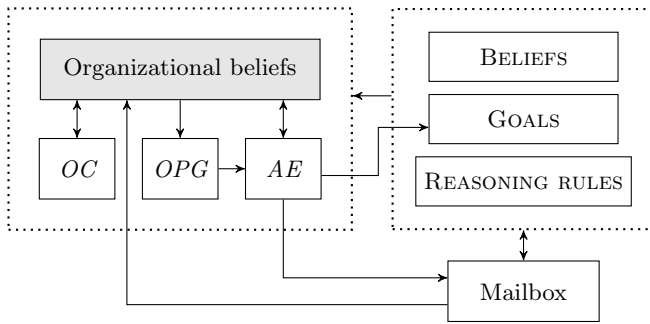 Organizational beliefs
OC
OPG
AE
BELIEFS
GOALS
REASONING RULES
Mailbox